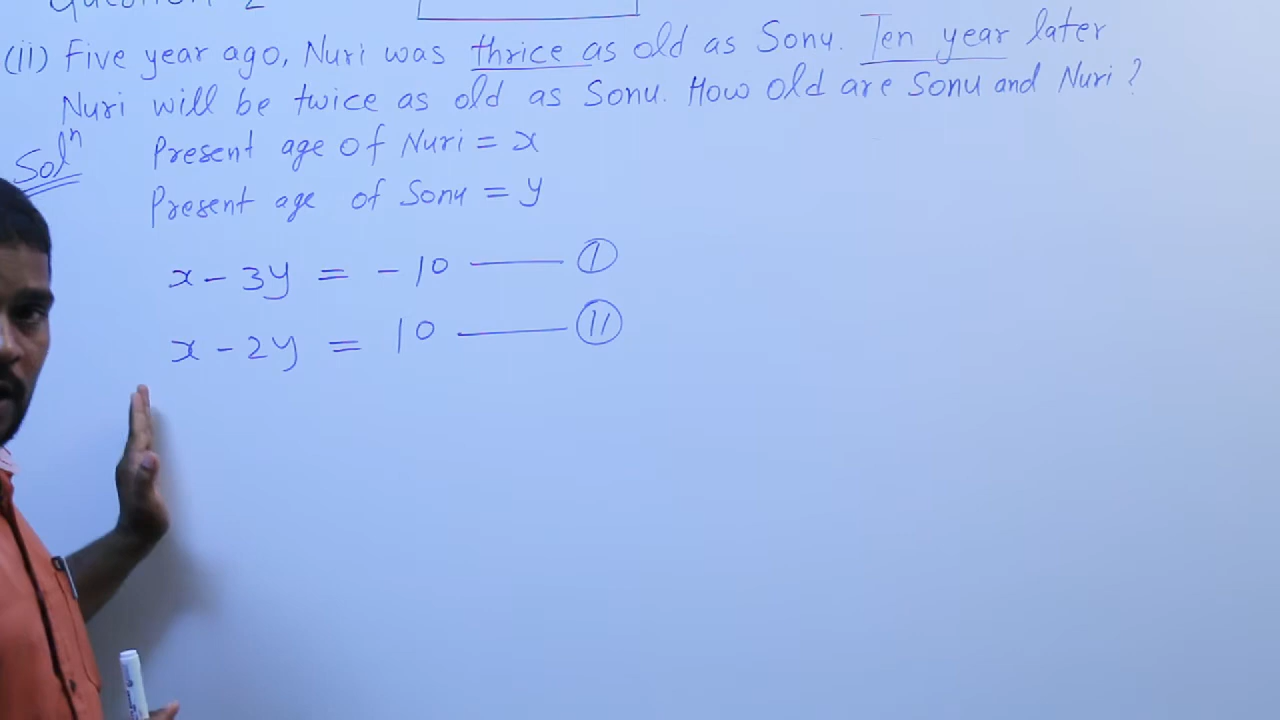 Question - 2
(ii) Five year ago, Nuri was thrice as old as Sonu. Ten year later
Nuri will be twice as old as Sonu. How old are Sonu and Nuri ?
Solⁿ
Present age of Nuri = x
Present age of Sonu = y
x - 3y = - 10 —— (I)
x - 2y = 10 —— (II)